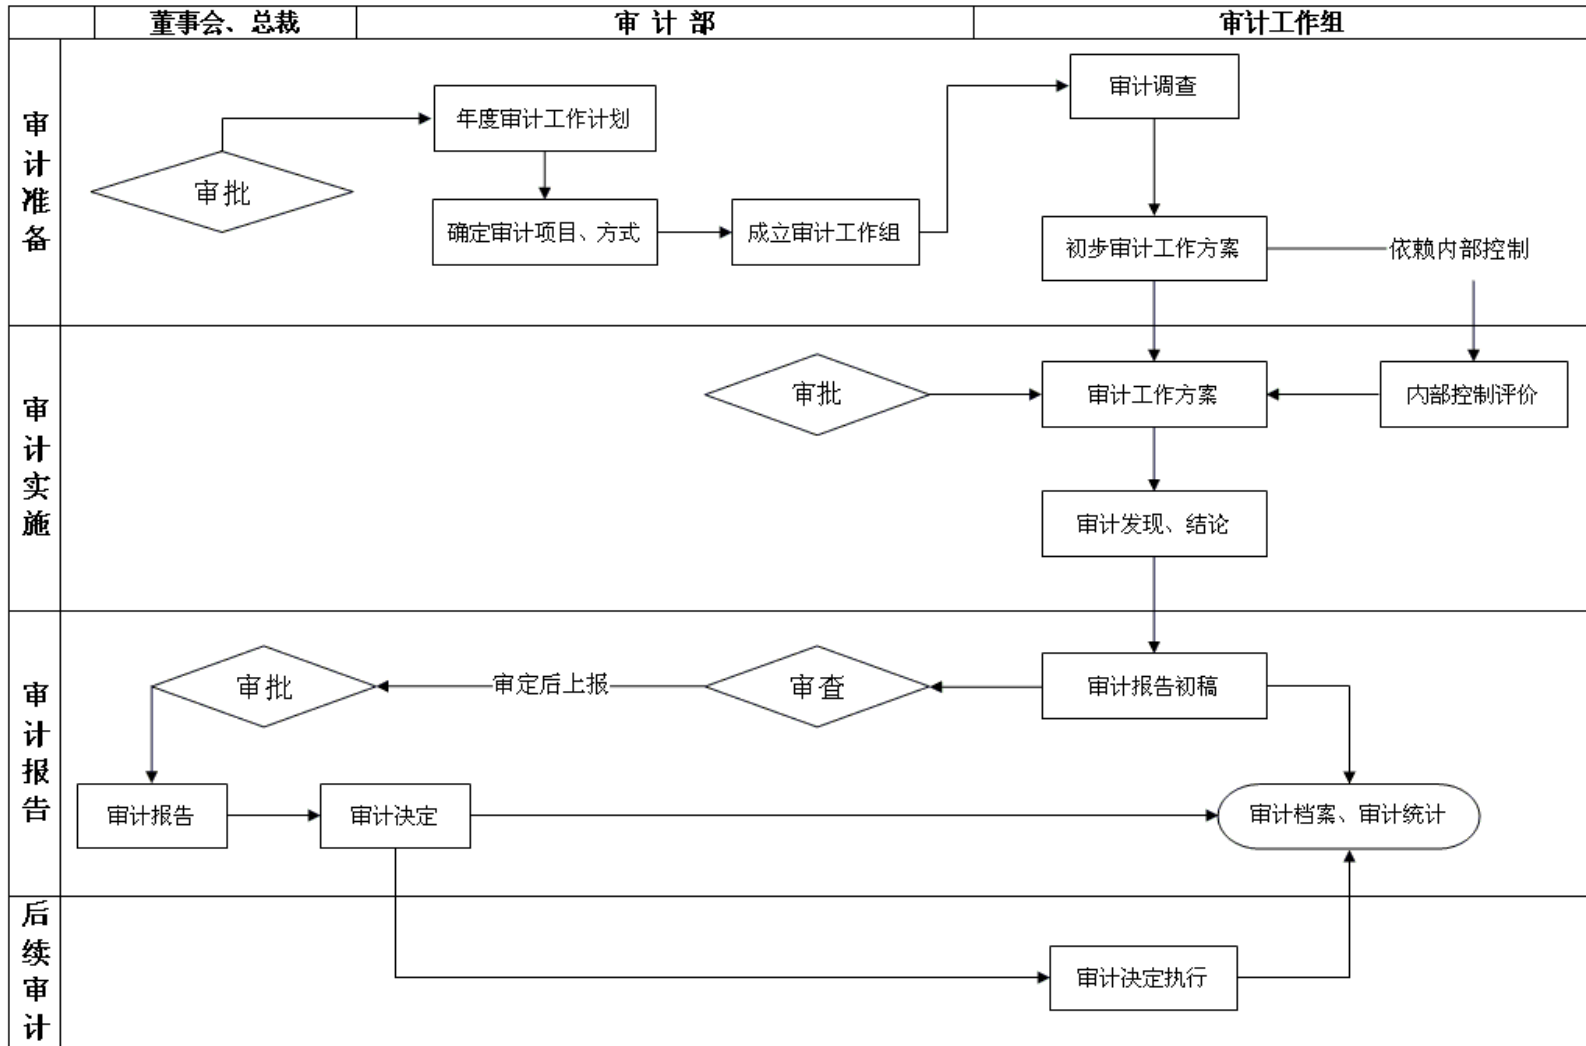 董事会、总裁
审 计 部
审计工作组
审计准备
审计调查
年度审计工作计划
审批
确定审计项目、方式
成立审计工作组
初步审计工作方案
依赖内部控制
审计实施
审批
审计工作方案
内部控制评价
审计发现、结论
审计报告
审批
审定后上报
审查
审计报告初稿
审计报告
审计决定
审计档案、审计统计
后续审计
审计决定执行